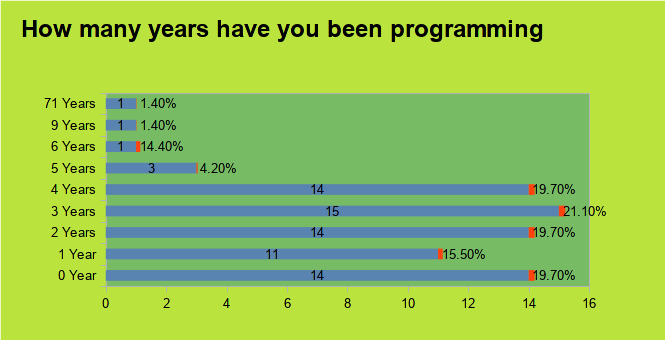 How many years have you been programming
71 Years 1 1.40%
9 Years 1 1.40%
6 Years 1 14.40%
5 Years 3 4.20%
4 Years 14 19.70%
3 Years 15 21.10%
2 Years 14 19.70%
1 Year 11 15.50%
0 Year 14 19.70%
0 2 4 6 8 10 12 14 16